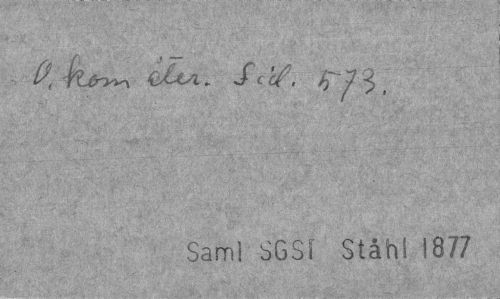 O. kom åter. Sid. 573.
Saml SGSI Ståhl 1877